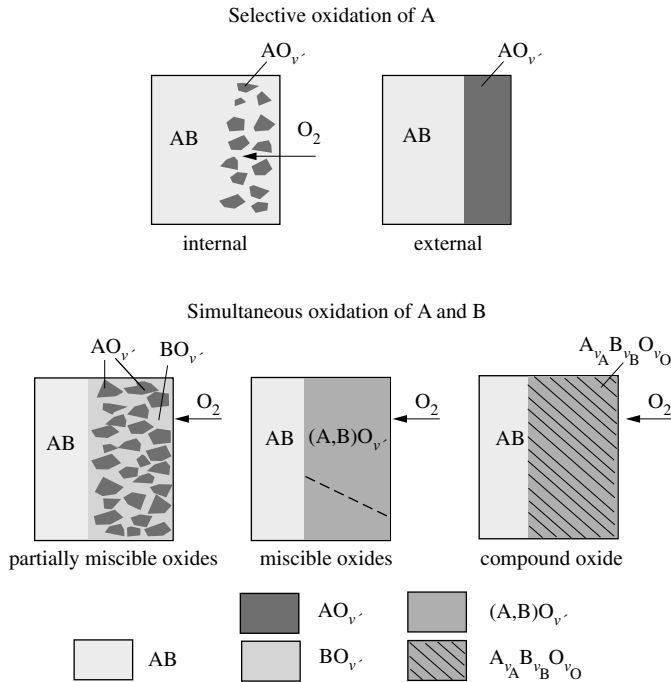 Selective oxidation of A
AOν′
AOν′
AB
O2
AB
internal
external
Simultaneous oxidation of A and B
AOν′
BOν′
AνABνBOνO
O2
O2
O2
AB
AB
(A,B)Oν′
AB
partially miscible oxides
miscible oxides
compound oxide
AOν′
(A,B)Oν′
AB
BOν′
AνABνBOνO